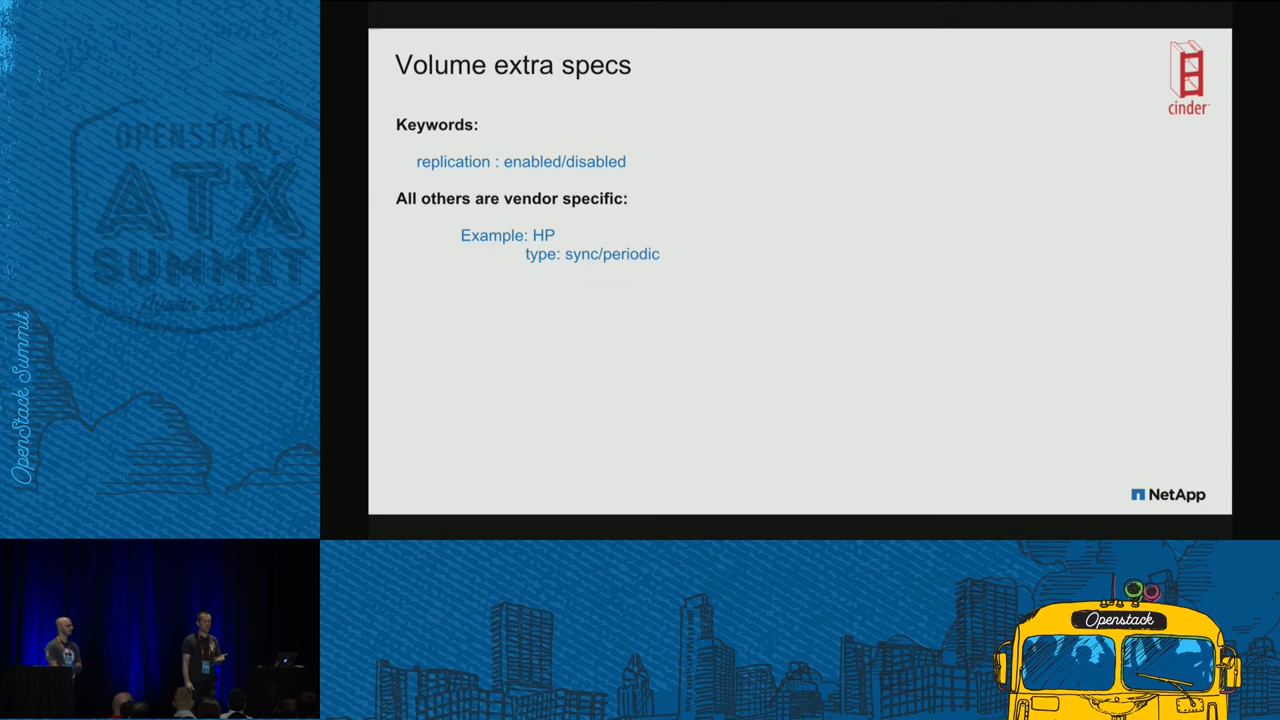 OPENSTACK
ATX
SUMMIT
Austin 2016
OpenStack Summit
Volume extra specs
cinder
Keywords:
replication : enabled/disabled
All others are vendor specific:
Example: HP
type: sync/periodic
NetApp
Openstack